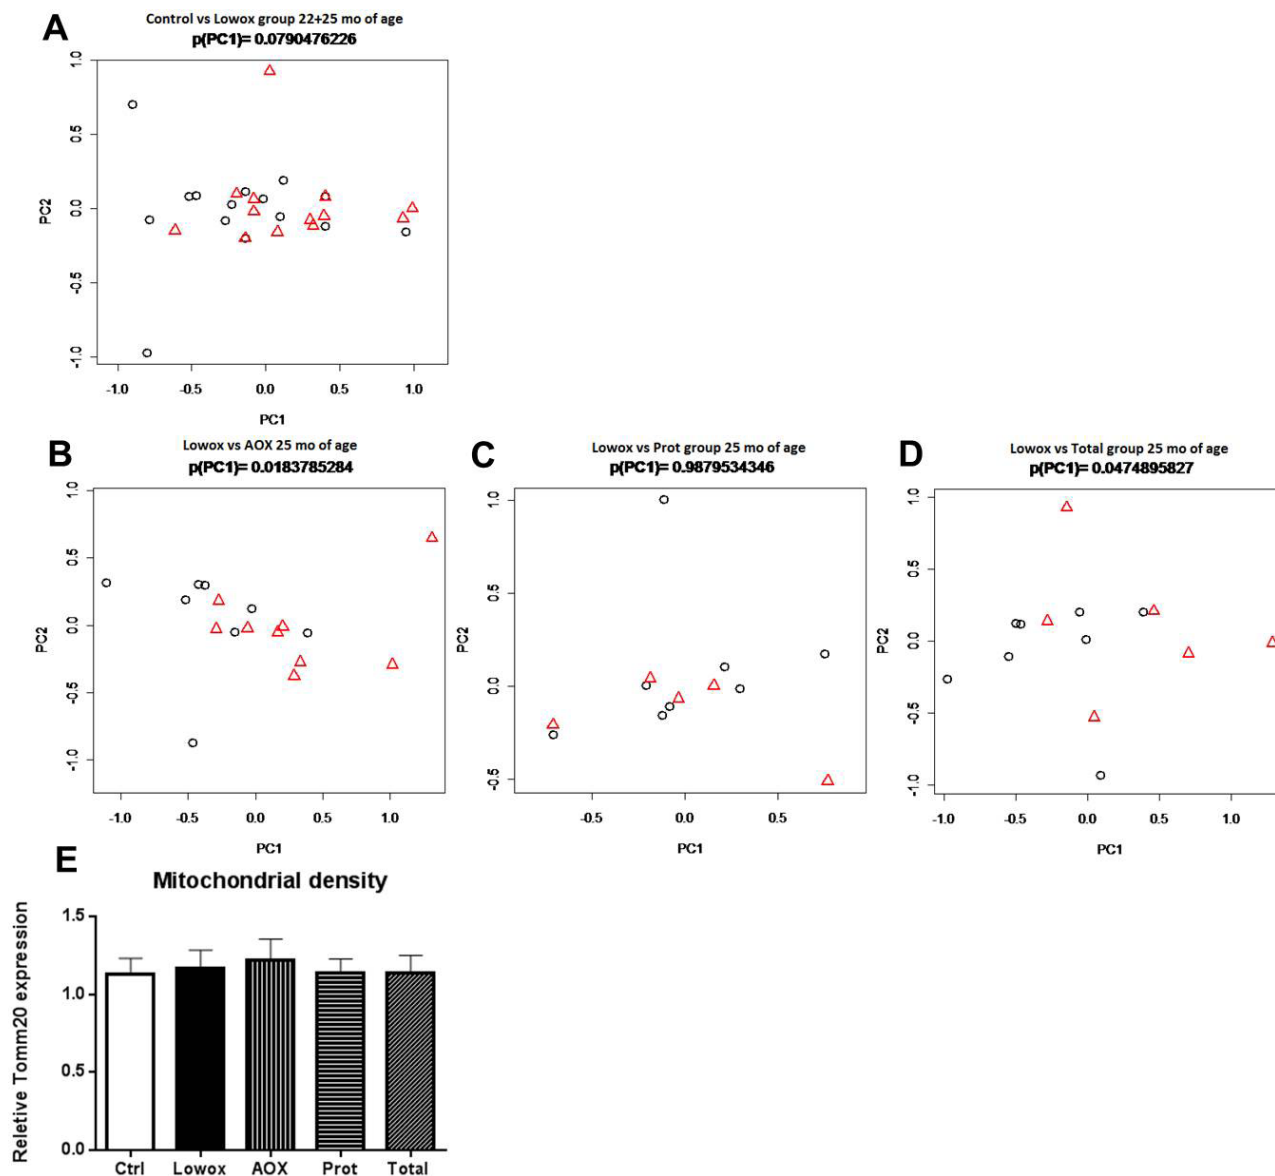 A
Control vs Lowox group 22+25 mo of age
p(PC1)= 0.0790476226
1.0
0.5
0.0
-0.5
-1.0
PC2
-1.0 -0.5 0.0 0.5 1.0
PC1
B
Lowox vs AOX 25 mo of age
p(PC1)= 0.0183785284
1.0
0.5
0.0
-0.5
-1.0
PC2
-1.0 -0.5 0.0 0.5 1.0
PC1
C
Lowox vs Prot group 25 mo of age
p(PC1)= 0.9879534346
1.0
0.5
0.0
-0.5
PC2
-0.5 0.0 0.5
PC1
D
Lowox vs Total group 25 mo of age
p(PC1)= 0.0474895827
1.0
0.5
0.0
-0.5
-1.0
PC2
-1.0 -0.5 0.0 0.5 1.0
PC1
E
Mitochondrial density
Reletive Tomm20 expression
1.5
1.0
0.5
0.0
Ctrl Lowox AOX Prot Total